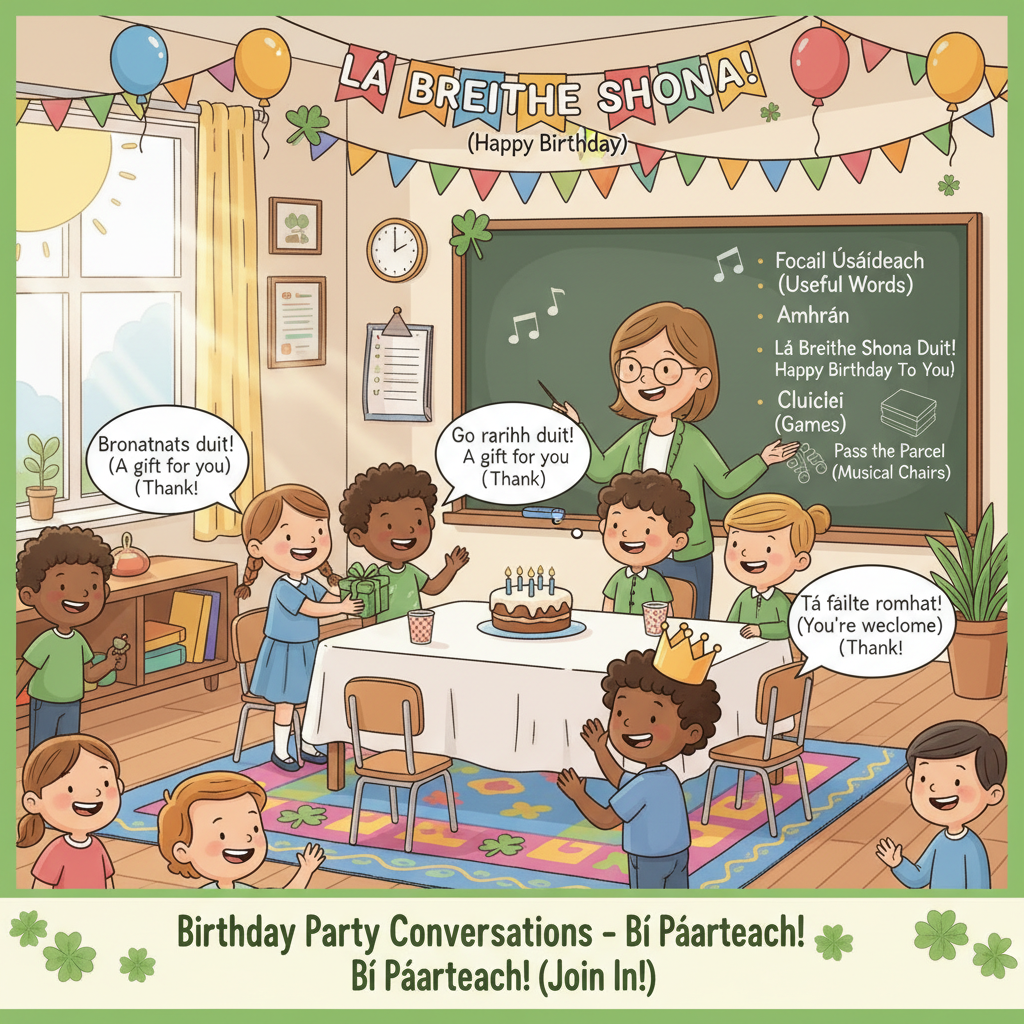 LÁ BREITHE SHONA!
(Happy Birthday)
Focail Úsáideach
(Useful Words)
Amhrán
Lá Breithe Shona Duit!
Happy Birthday To You)
Cluiclei
(Games)
Pass the Parcel
(Musical Chairs)
Bronatnats duit!
(A gift for you)
(Thank!
Go rarihh duit!
A gift for you
(Thank)
Tá fáilte romhat!
(You're weclome)
(Thank!
Birthday Party Conversations - Bí Páarteach!
Bí Páarteach! (Join In!)